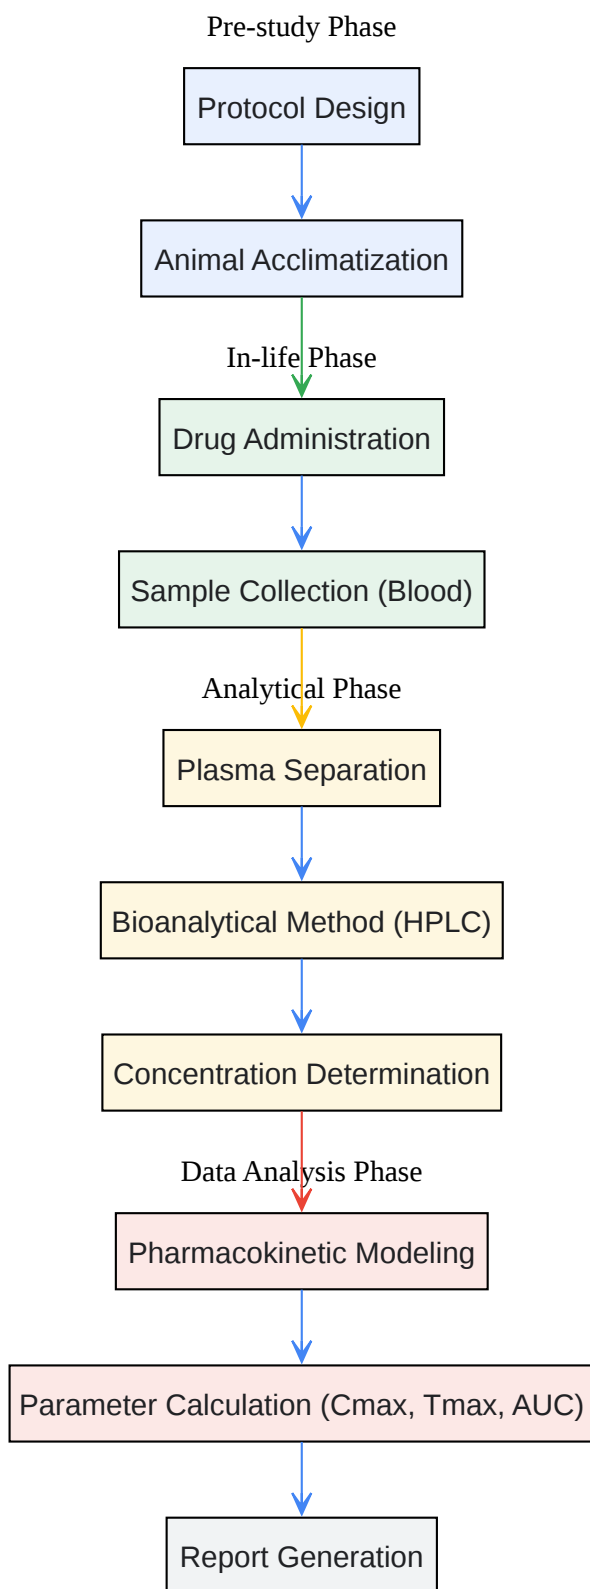 Pre-study Phase
Protocol Design
Animal Acclimatization
In-life Phase
Drug Administration
Sample Collection (Blood)
Analytical Phase
Plasma Separation
Bioanalytical Method (HPLC)
Concentration Determination
Data Analysis Phase
Pharmacokinetic Modeling
Parameter Calculation (Cmax, Tmax, AUC)
Report Generation